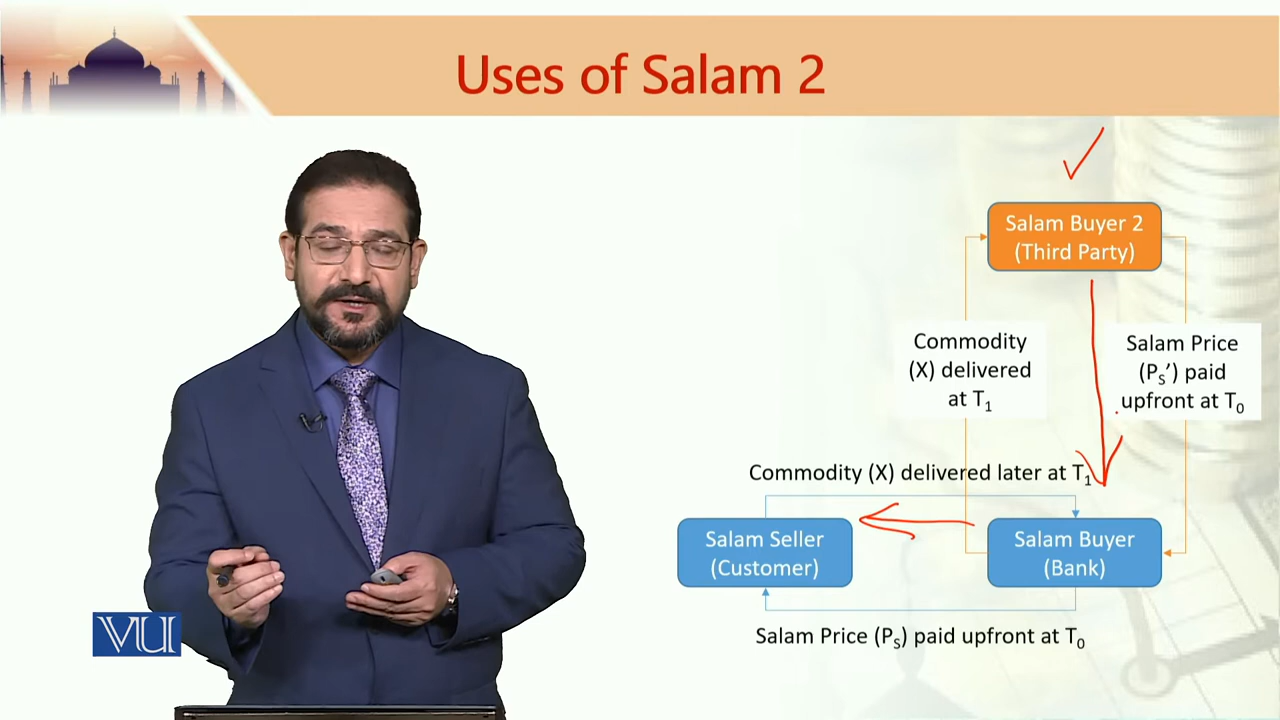 Uses of Salam 2
Salam Buyer 2
(Third Party)
Commodity
(X) delivered
at T₁
Salam Price
(Pₛ’) paid
upfront at T₀
Commodity (X) delivered later at T₁
Salam Seller
(Customer)
Salam Buyer
(Bank)
Salam Price (Pₛ) paid upfront at T₀
VU